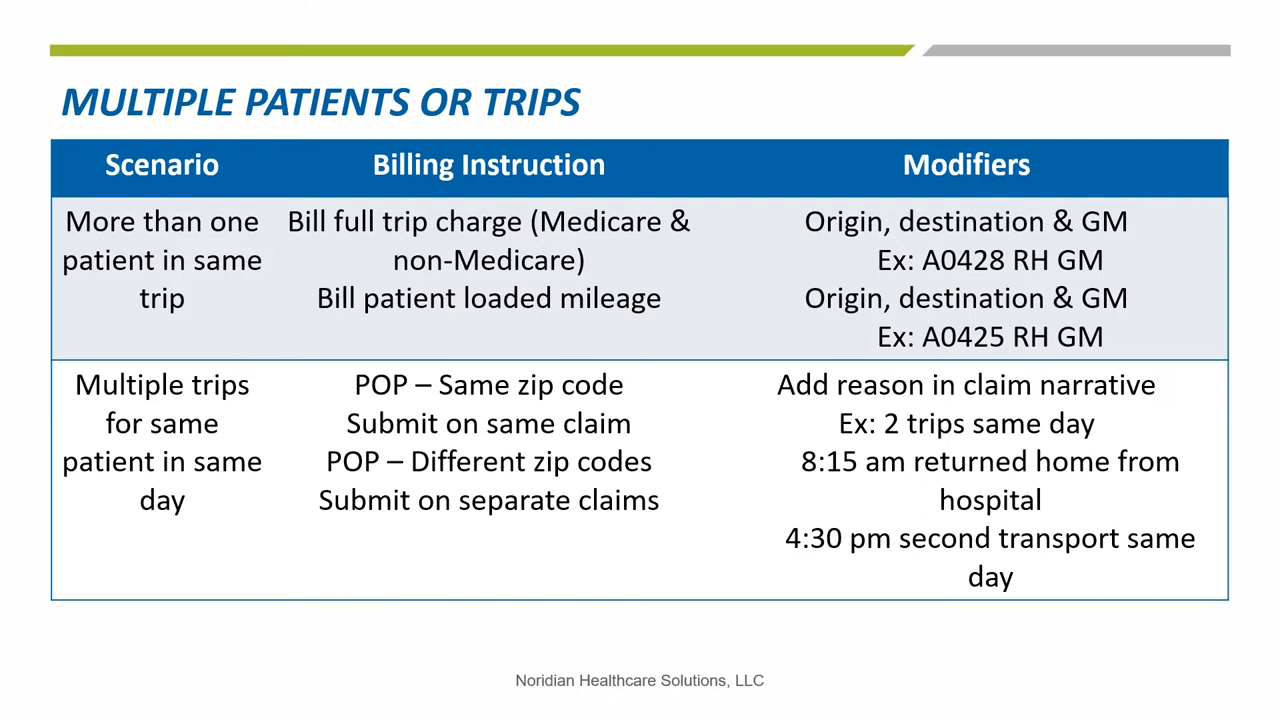 MULTIPLE PATIENTS OR TRIPS
Scenario
Billing Instruction
Modifiers
More than one
patient in same
trip
Bill full trip charge (Medicare &
non-Medicare)
Bill patient loaded mileage
Origin, destination & GM
Ex: A0428 RH GM
Origin, destination & GM
Ex: A0425 RH GM
Multiple trips
for same
patient in same
day
POP – Same zip code
Submit on same claim
POP – Different zip codes
Submit on separate claims
Add reason in claim narrative
Ex: 2 trips same day
8:15 am returned home from
hospital
4:30 pm second transport same
day
Noridian Healthcare Solutions, LLC